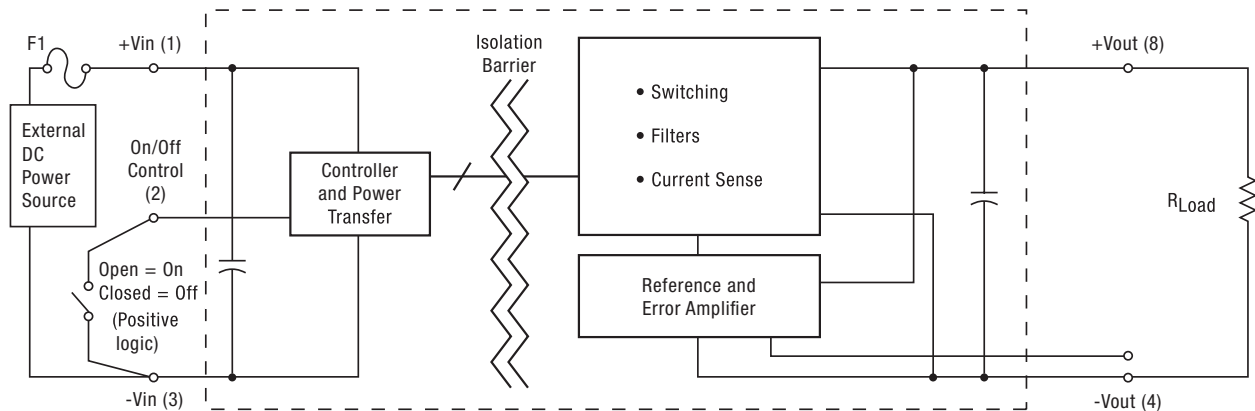 F1
+Vin (1)
External
DC
Power
Source
On/Off
Control
(2)
Open = On
Closed = Off
(Positive
logic)
-Vin (3)
Controller
and Power
Transfer
Isolation
Barrier
• Switching
• Filters
• Current Sense
Reference and
Error Amplifier
+Vout (8)
RLoad
-Vout (4)